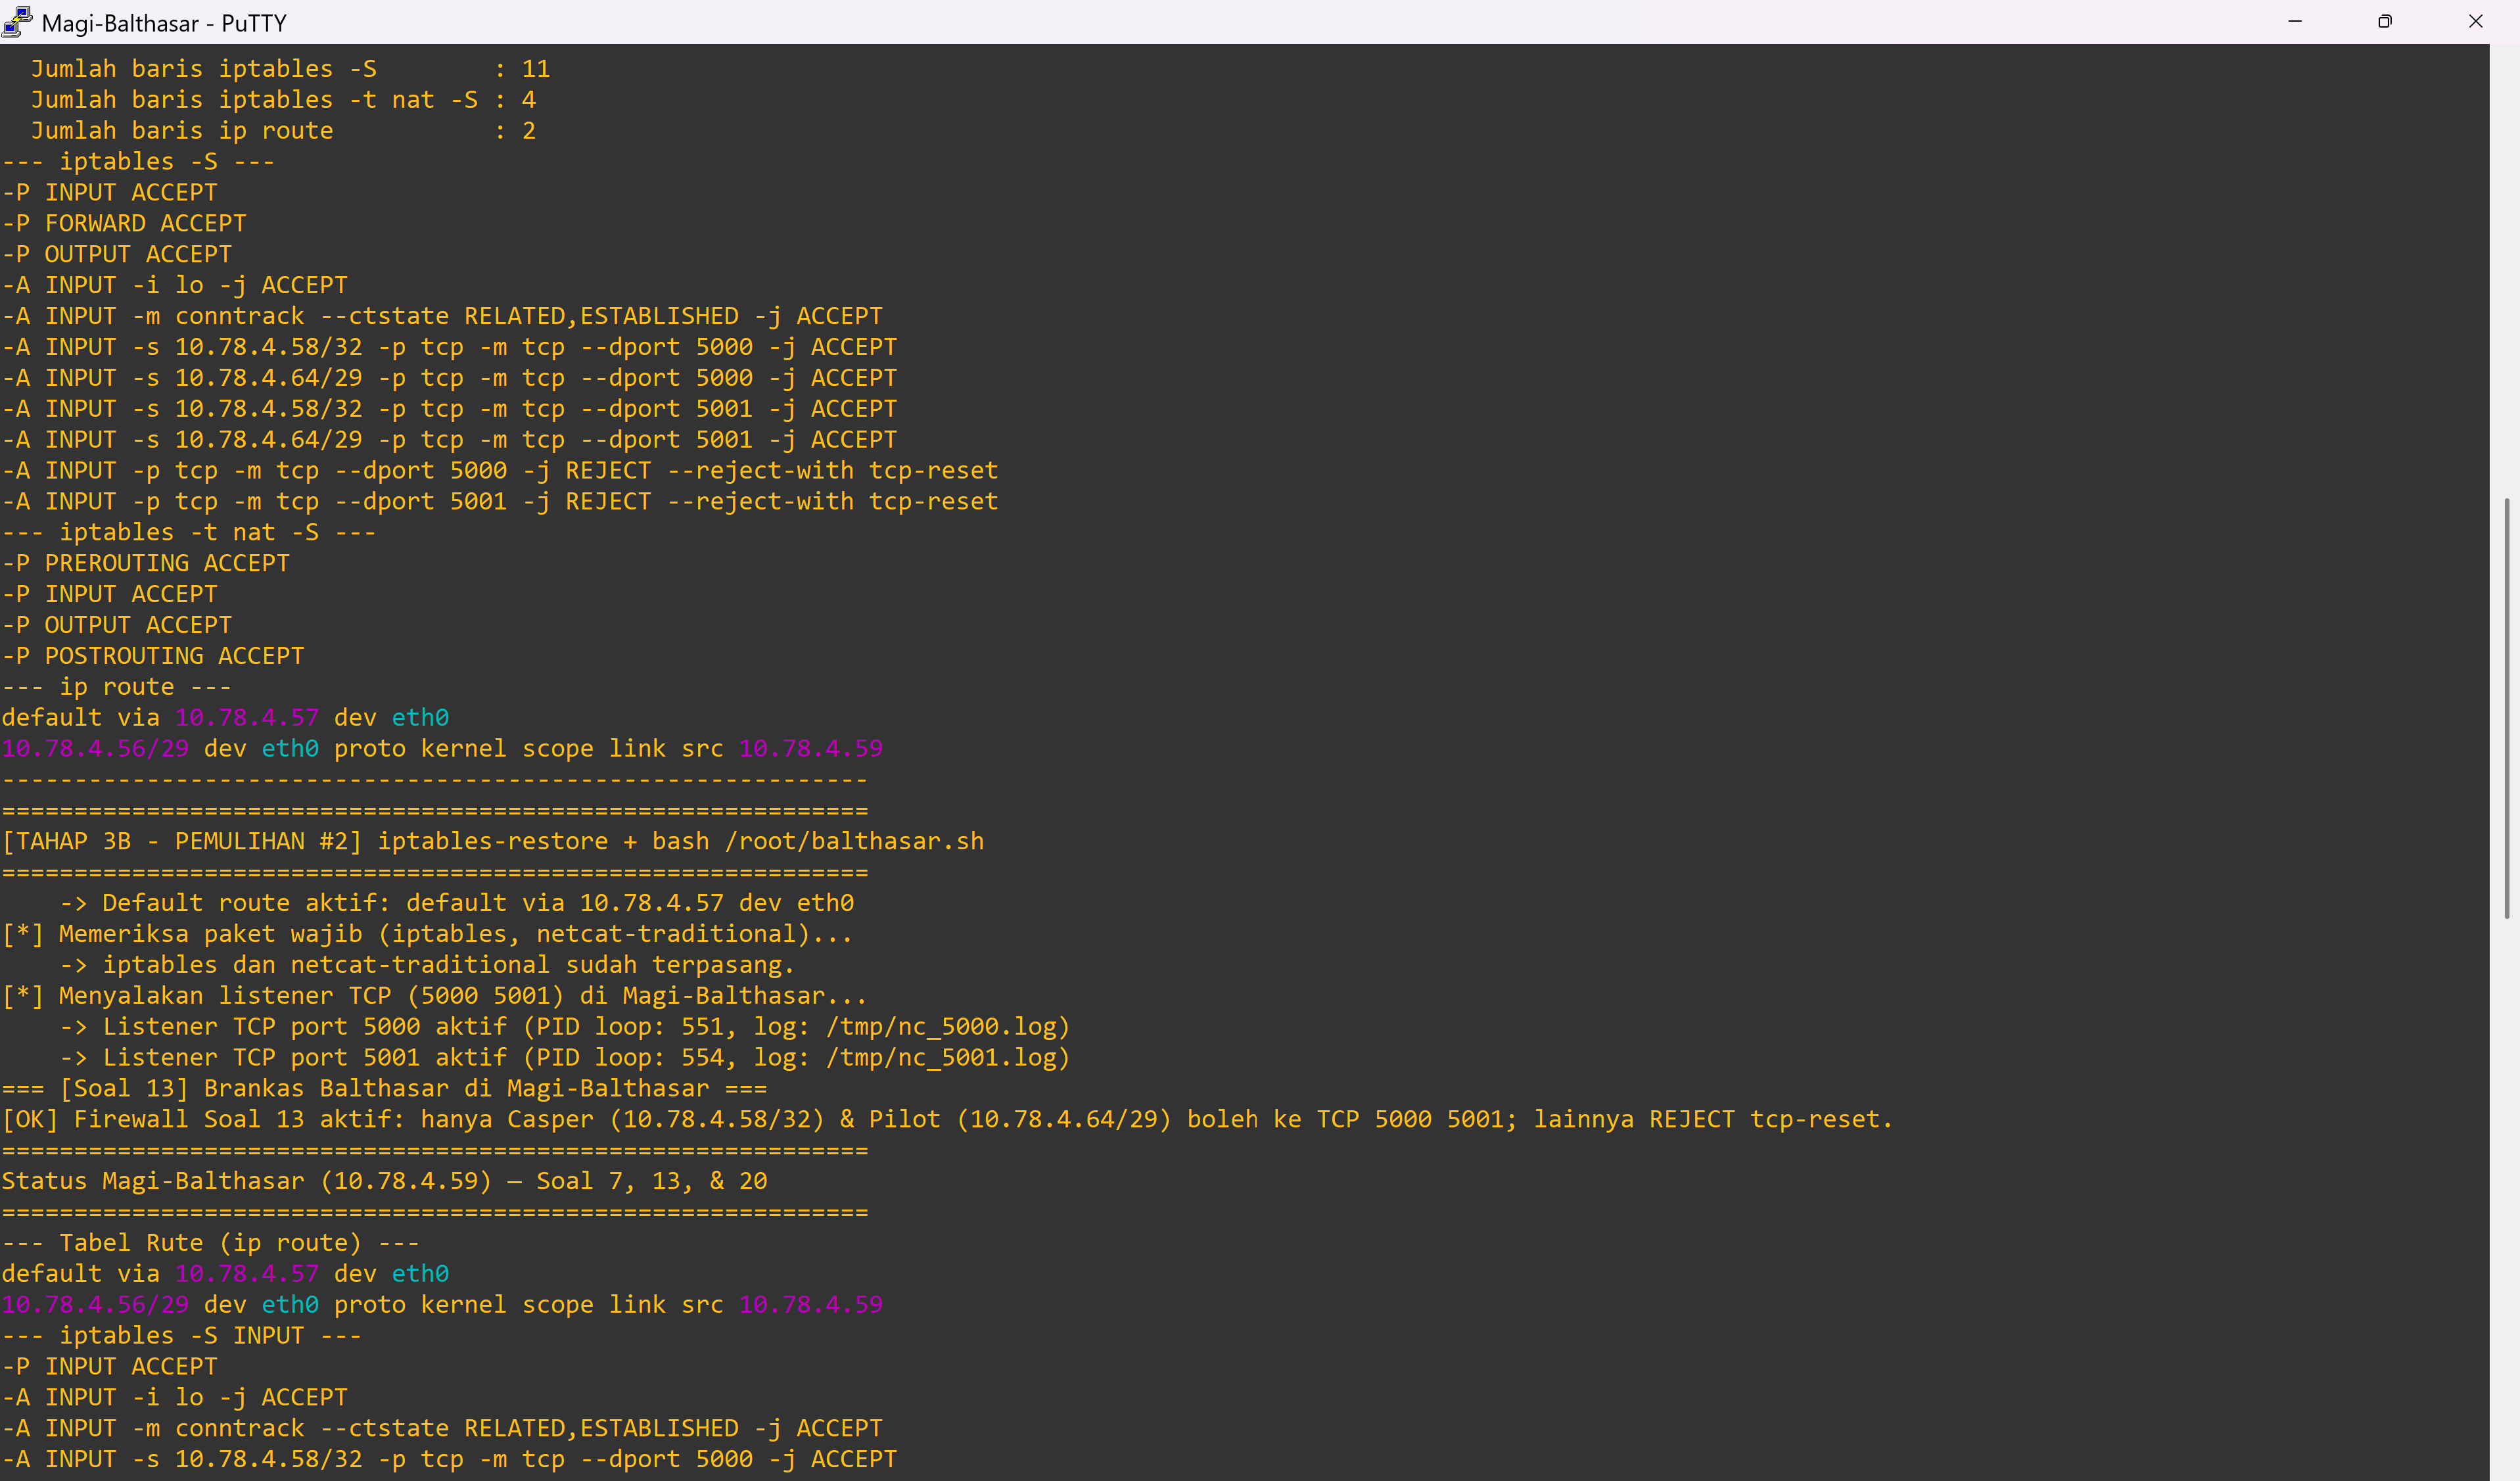 Magi-Balthasar - PuTTY
  Jumlah baris iptables -S        : 11
  Jumlah baris iptables -t nat -S : 4
  Jumlah baris ip route           : 2
--- iptables -S ---
-P INPUT ACCEPT
-P FORWARD ACCEPT
-P OUTPUT ACCEPT
-A INPUT -i lo -j ACCEPT
-A INPUT -m conntrack --ctstate RELATED,ESTABLISHED -j ACCEPT
-A INPUT -s 10.78.4.58/32 -p tcp -m tcp --dport 5000 -j ACCEPT
-A INPUT -s 10.78.4.64/29 -p tcp -m tcp --dport 5000 -j ACCEPT
-A INPUT -s 10.78.4.58/32 -p tcp -m tcp --dport 5001 -j ACCEPT
-A INPUT -s 10.78.4.64/29 -p tcp -m tcp --dport 5001 -j ACCEPT
-A INPUT -p tcp -m tcp --dport 5000 -j REJECT --reject-with tcp-reset
-A INPUT -p tcp -m tcp --dport 5001 -j REJECT --reject-with tcp-reset
--- iptables -t nat -S ---
-P PREROUTING ACCEPT
-P INPUT ACCEPT
-P OUTPUT ACCEPT
-P POSTROUTING ACCEPT
--- ip route ---
default via 10.78.4.57 dev eth0
10.78.4.56/29 dev eth0 proto kernel scope link src 10.78.4.59
------------------------------------------------------------
============================================================
[TAHAP 3B - PEMULIHAN #2] iptables-restore + bash /root/balthasar.sh
============================================================
    -> Default route aktif: default via 10.78.4.57 dev eth0
[*] Memeriksa paket wajib (iptables, netcat-traditional)...
    -> iptables dan netcat-traditional sudah terpasang.
[*] Menyalakan listener TCP (5000 5001) di Magi-Balthasar...
    -> Listener TCP port 5000 aktif (PID loop: 551, log: /tmp/nc_5000.log)
    -> Listener TCP port 5001 aktif (PID loop: 554, log: /tmp/nc_5001.log)
=== [Soal 13] Brankas Balthasar di Magi-Balthasar ===
[OK] Firewall Soal 13 aktif: hanya Casper (10.78.4.58/32) & Pilot (10.78.4.64/29) boleh ke TCP 5000 5001; lainnya REJECT tcp-reset.
============================================================
Status Magi-Balthasar (10.78.4.59) — Soal 7, 13, & 20
============================================================
--- Tabel Rute (ip route) ---
default via 10.78.4.57 dev eth0
10.78.4.56/29 dev eth0 proto kernel scope link src 10.78.4.59
--- iptables -S INPUT ---
-P INPUT ACCEPT
-A INPUT -i lo -j ACCEPT
-A INPUT -m conntrack --ctstate RELATED,ESTABLISHED -j ACCEPT
-A INPUT -s 10.78.4.58/32 -p tcp -m tcp --dport 5000 -j ACCEPT